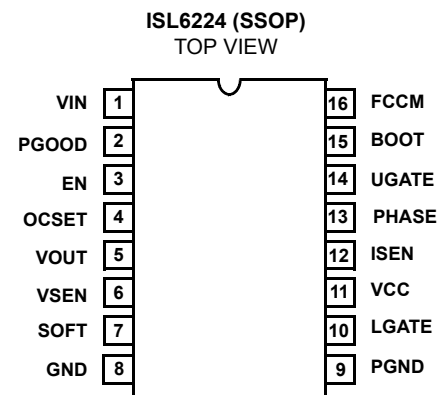 ISL6224 (SSOP)
TOP VIEW
VIN 1 16 FCCM
PGOOD 2 15 BOOT
EN 3 14 UGATE
OCSET 4 13 PHASE
VOUT 5 12 ISEN
VSEN 6 11 VCC
SOFT 7 10 LGATE
GND 8 9 PGND